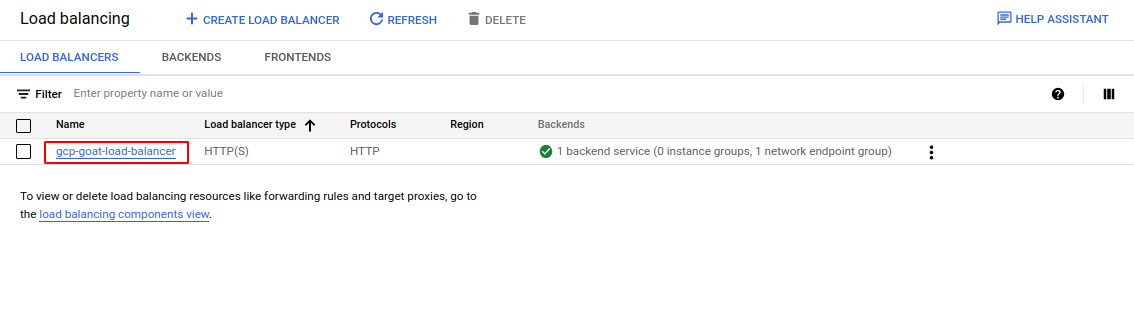 Load balancing CREATE LOAD BALANCER REFRESH DELETE HELP ASSISTANT
LOAD BALANCERS BACKENDS FRONTENDS
Filter Enter property name or value
Name Load balancer type Protocols Region Backends
gcp-goat-load-balancer HTTP(S) HTTP 1 backend service (0 instance groups, 1 network endpoint group)
To view or delete load balancing resources like forwarding rules and target proxies, go to
the load balancing components view.